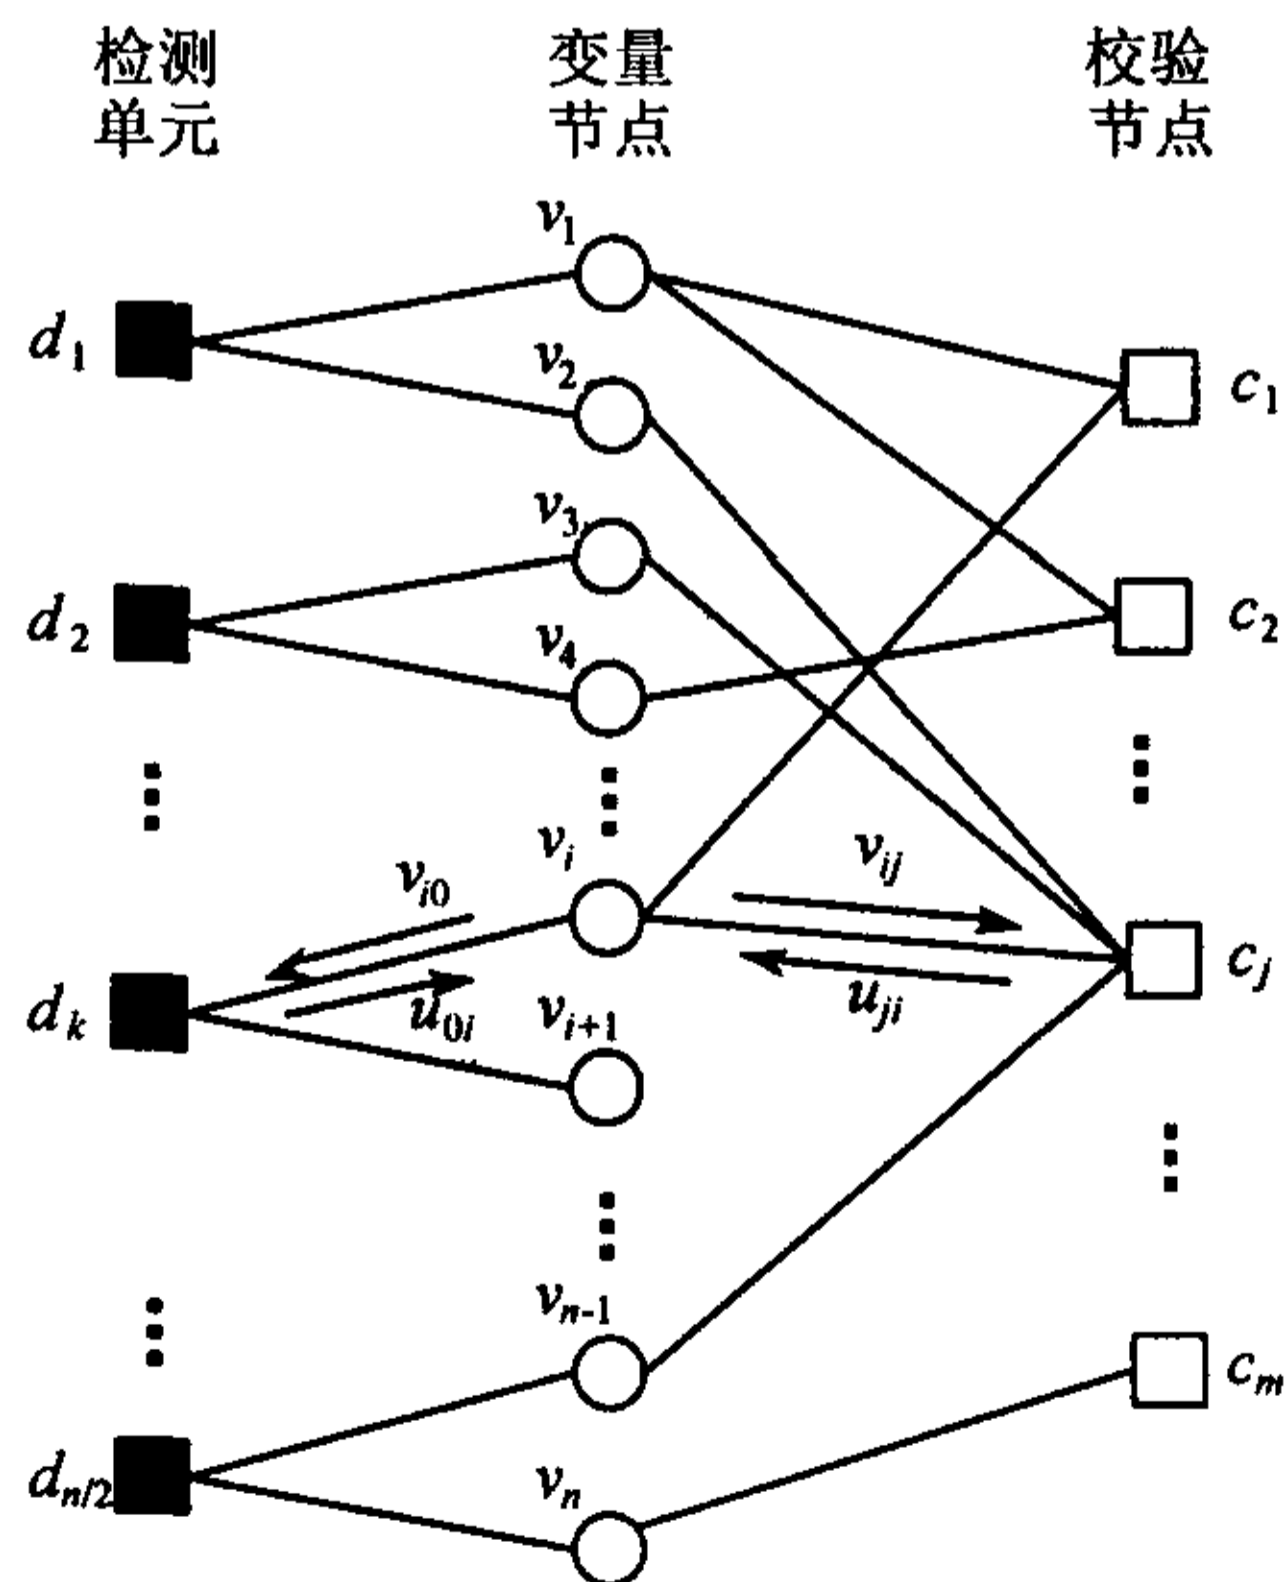 检测 变量 校验
单元 节点 节点
v₁
d₁
v₂
c₁
v₃
d₂
c₂
v₄
vᵢ
vᵢⱼ
vᵢ₀
cⱼ
dₖ
u₀ᵢ
uⱼᵢ
vᵢ₊₁
vₙ₋₁
cₘ
dₙ/₂
vₙ